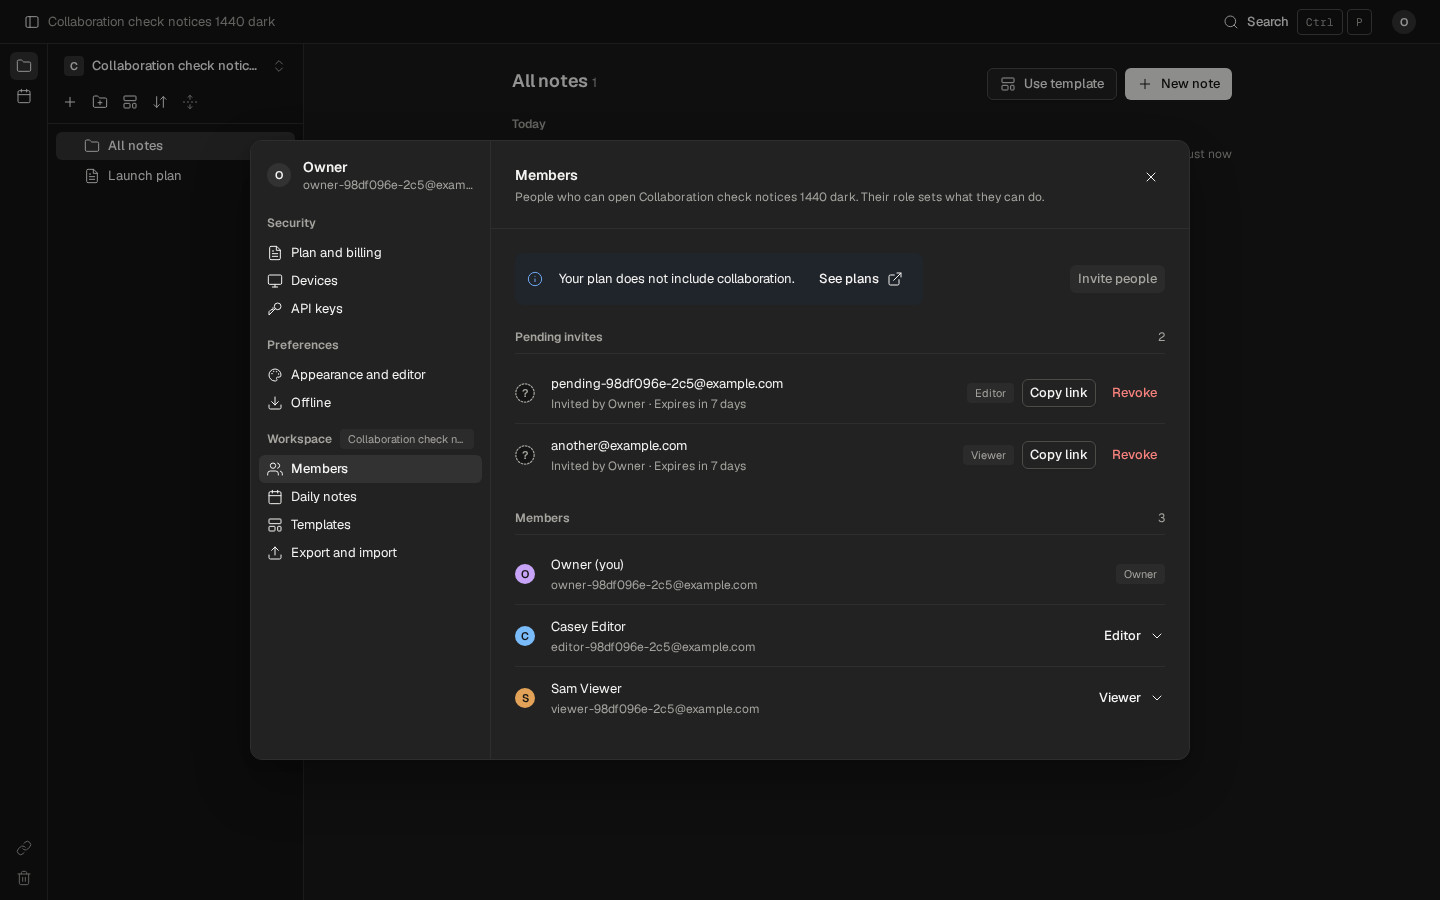 Collaboration check notices 1440 dark
Search Ctrl P O
C Collaboration check notic...
All notes 1
Use template
New note
Today
All notes
Launch plan
just now
O Owner
owner-98df096e-2c5@exam...
Security
Plan and billing
Devices
API keys
Preferences
Appearance and editor
Offline
Workspace Collaboration check n...
Members
Daily notes
Templates
Export and import
Members
People who can open Collaboration check notices 1440 dark. Their role sets what they can do.
Your plan does not include collaboration. See plans
Invite people
Pending invites 2
? pending-98df096e-2c5@example.com
Invited by Owner · Expires in 7 days
Editor Copy link Revoke
? another@example.com
Invited by Owner · Expires in 7 days
Viewer Copy link Revoke
Members 3
O Owner (you)
owner-98df096e-2c5@example.com
Owner
C Casey Editor
editor-98df096e-2c5@example.com
Editor
S Sam Viewer
viewer-98df096e-2c5@example.com
Viewer